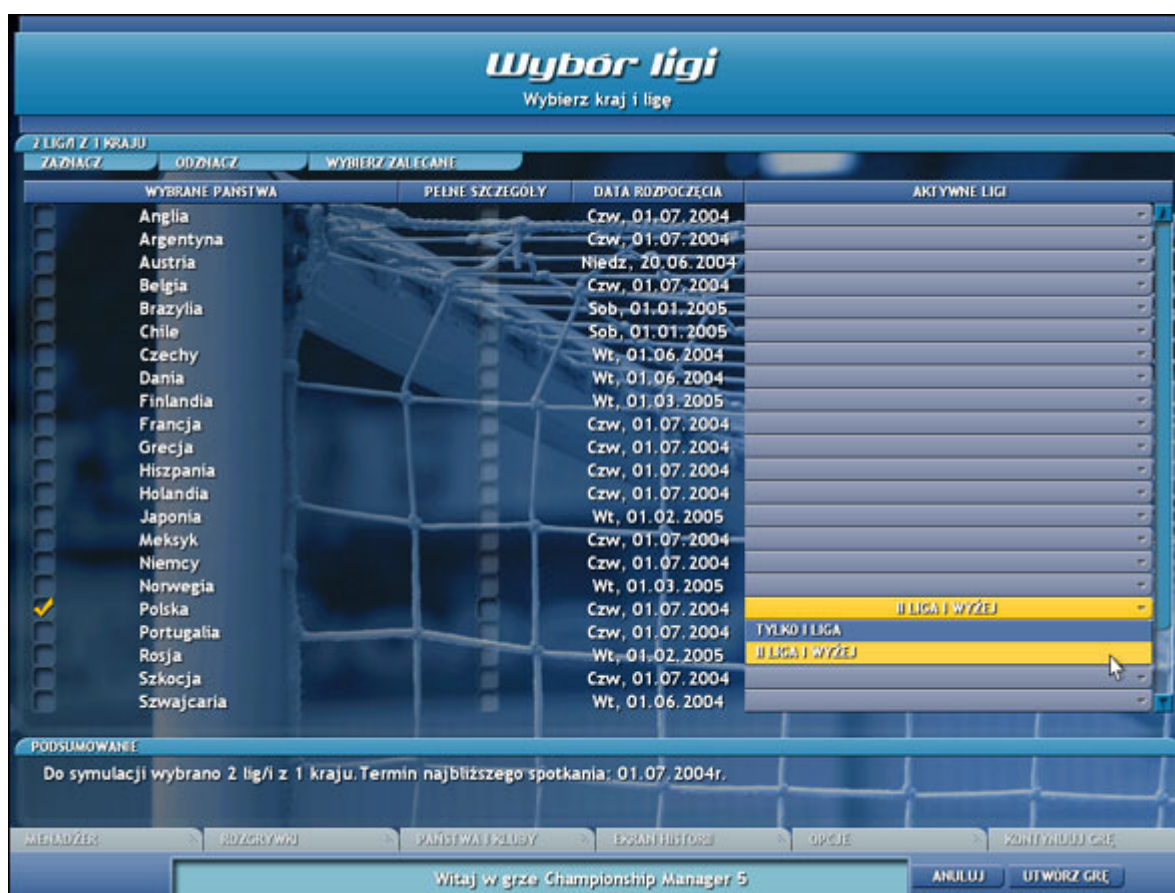 Wybór ligi
Wybierz kraj i ligę
2 LIG/I Z 1 KRAJU
ZAZNACZ ODZNACZ WYBIERZ ZALECANE
WYBRANE PAŃSTWA PEŁNE SZCZEGÓŁY DATA ROZPOCZĘCIA AKTYWNE LIGI
Anglia Czw, 01.07.2004
Argentyna Czw, 01.07.2004
Austria Niedz, 20.06.2004
Belgia Czw, 01.07.2004
Brazylia Sob, 01.01.2005
Chile Sob, 01.01.2005
Czechy Wt, 01.06.2004
Dania Wt, 01.06.2004
Finlandia Wt, 01.03.2005
Francja Czw, 01.07.2004
Grecja Czw, 01.07.2004
Hiszpania Czw, 01.07.2004
Holandia Czw, 01.07.2004
Japonia Wt, 01.02.2005
Meksyk Czw, 01.07.2004
Niemcy Czw, 01.07.2004
Norwegia Wt, 01.03.2005
Polska Czw, 01.07.2004 II LIGA I WYŻEJ
Portugalia Czw, 01.07.2004 TYLKO I LIGA
Rosja Wt, 01.02.2005 II LIGA I WYŻEJ
Szkocja Czw, 01.07.2004
Szwajcaria Wt, 01.06.2004
PODSUMOWANIE
Do symulacji wybrano 2 lig/i z 1 kraju. Termin najbliższego spotkania: 01.07.2004r.
MENADŻER ROZGRYWKI PAŃSTWA I KLUBY EKRAN HISTORII OPCJE KONTYNUUJ GRĘ
Witaj w grze Championship Manager 5 ANULUJ UTWÓRZ GRĘ